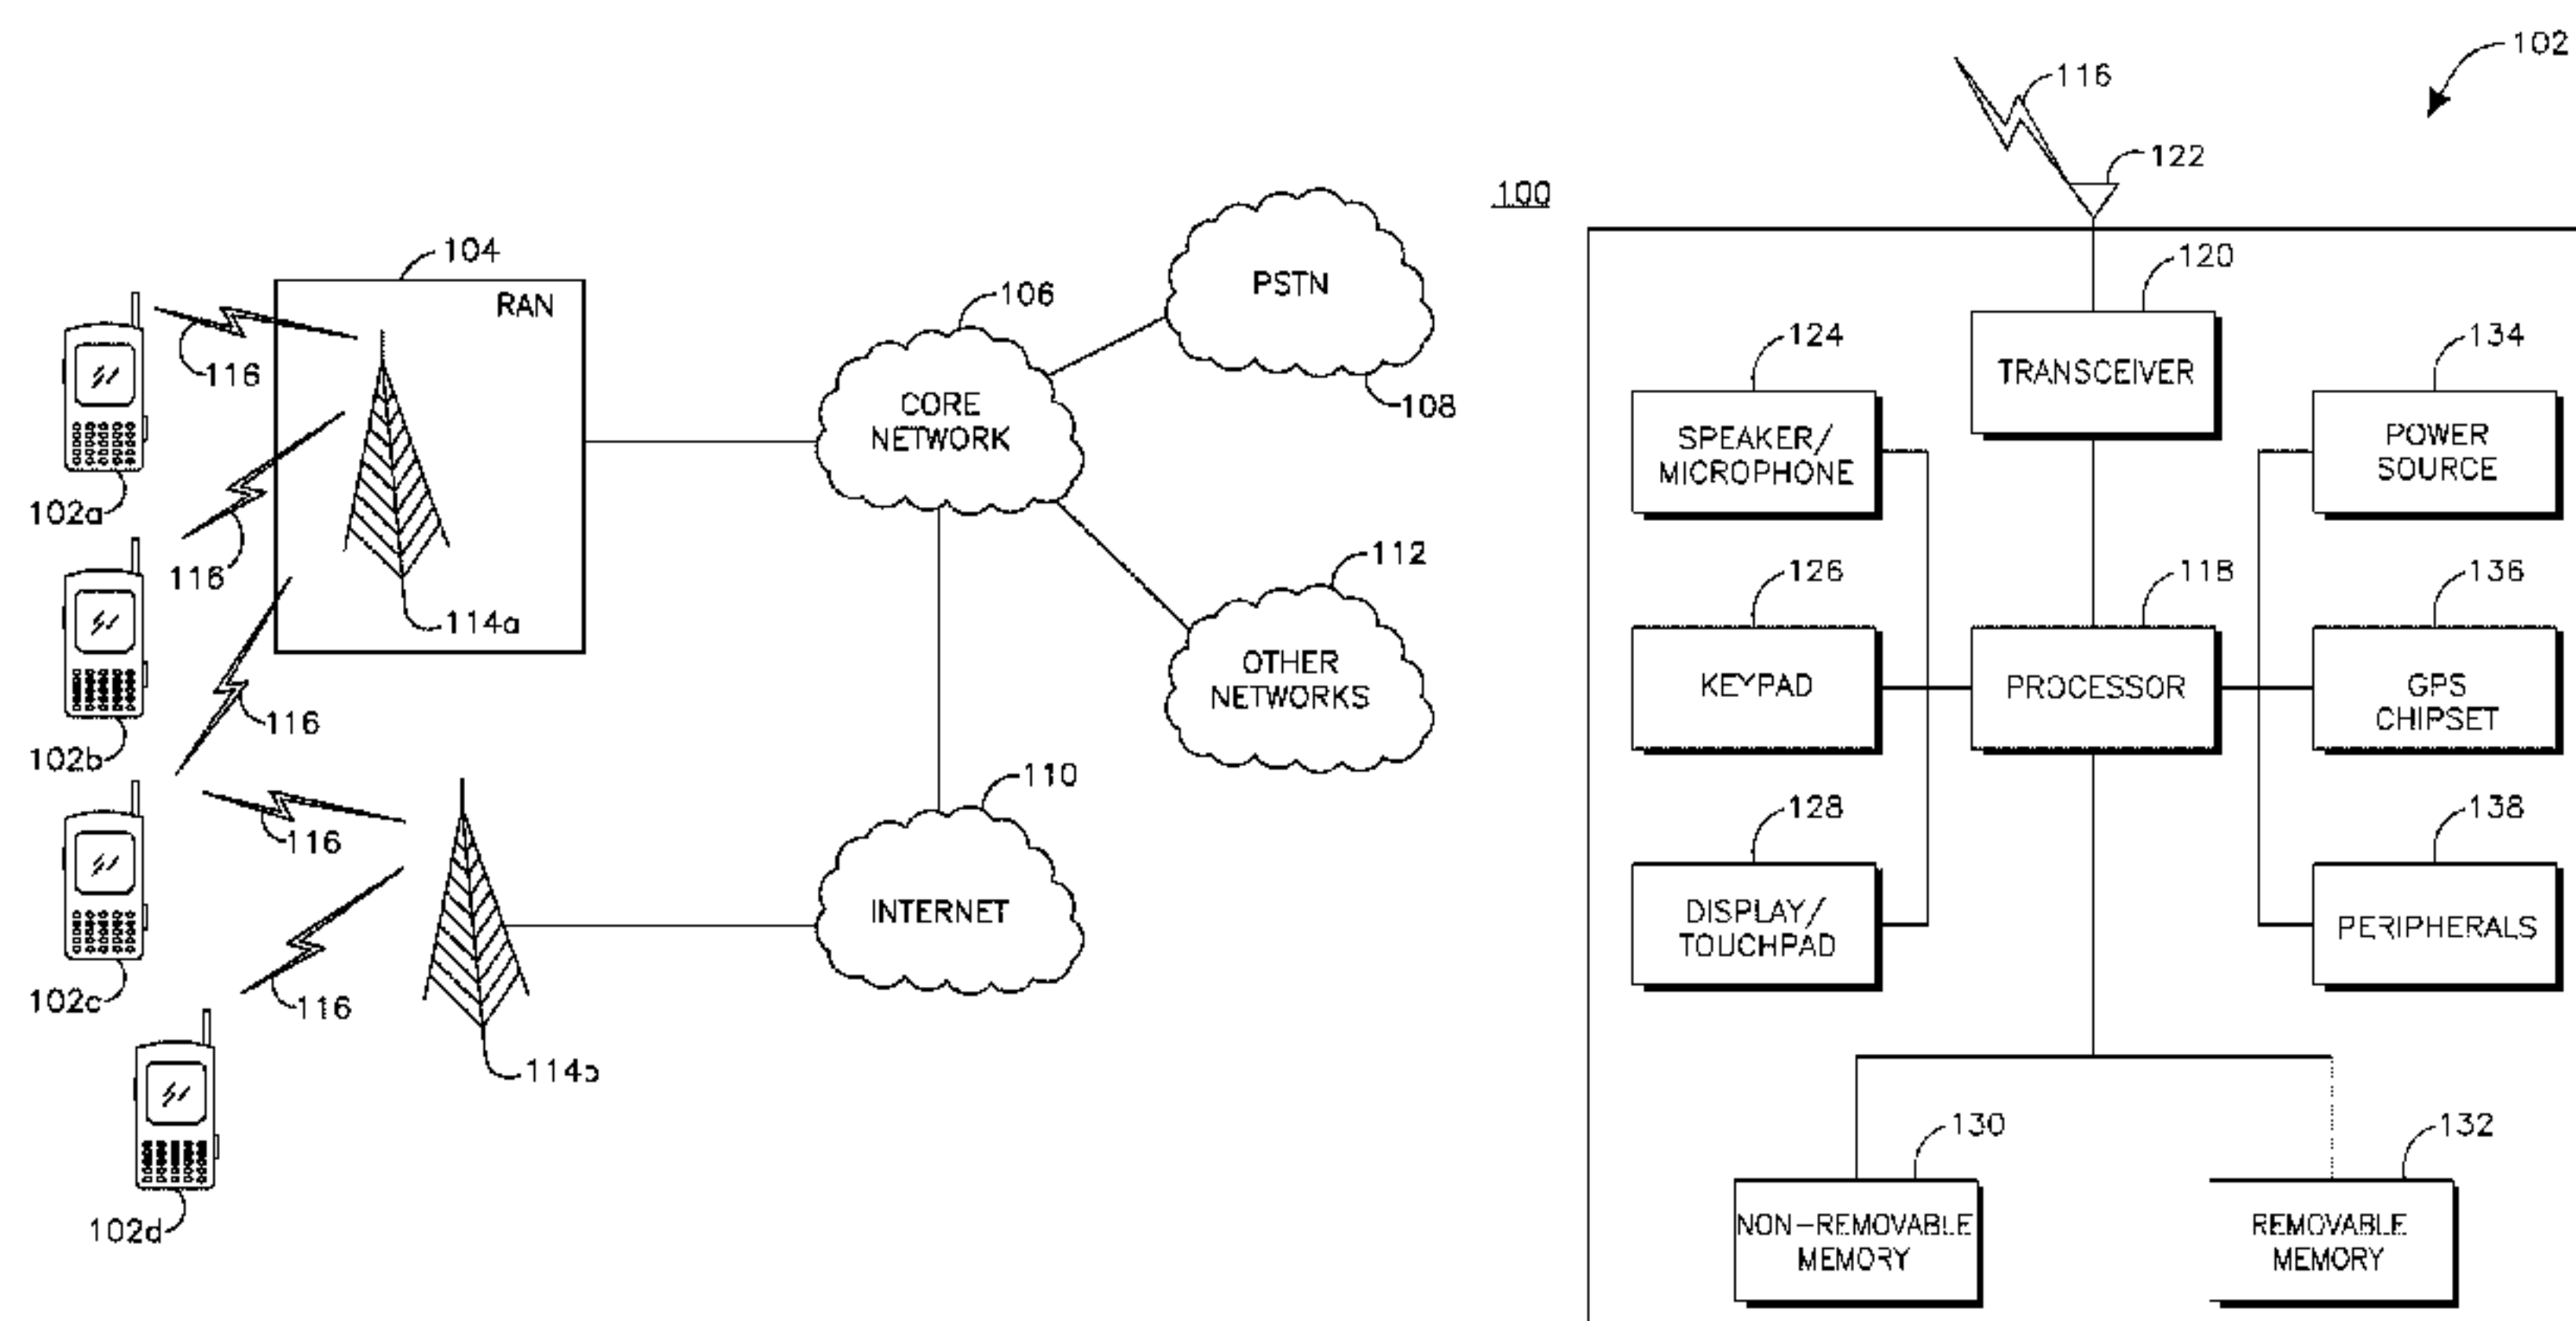 100
104
RAN
116
102a
116
114a
116
102b
106
CORE
NETWORK
PSTN
108
112
OTHER
NETWORKS
110
INTERNET
116
102c
116
114b
102d
102
116
122
120
TRANSCEIVER
124
SPEAKER/
MICROPHONE
134
POWER
SOURCE
126
KEYPAD
118
PROCESSOR
136
GPS
CHIPSET
128
DISPLAY/
TOUCHPAD
138
PERIPHERALS
130
NON-REMOVABLE
MEMORY
132
REMOVABLE
MEMORY